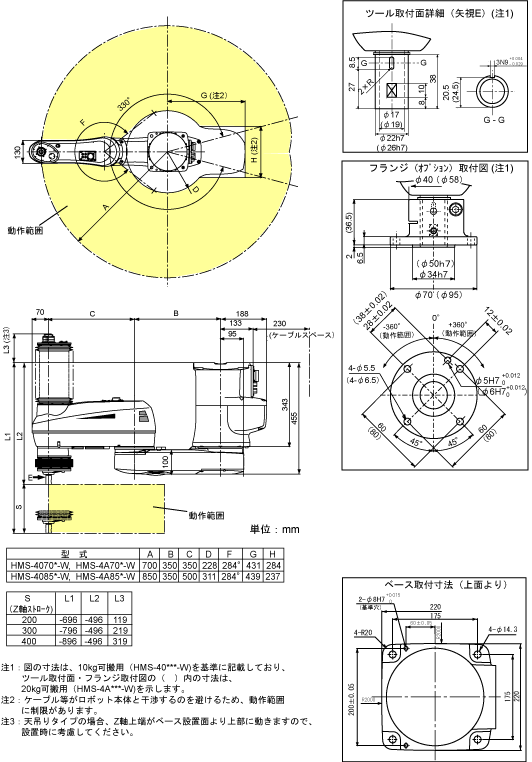 ツール取付面詳細（矢視E）(注1)
3N9
8.5
G
G
27
2×R
8
10
38
20.5
(24.5)
φ17
(φ19)
φ22h7
(φ26h7)
G - G
G（注2）
330°
F
130
H（注2）
A
D
動作範囲
フランジ（ｵﾌﾟｼｮﾝ）取付図(注1)
φ40（φ58）
(36.5)
2
6.5
(φ50h7)
φ34h7
φ70（φ95）
(38±0.02)
28±0.02
12±0.02
0°
-360°
(動作範囲)
+360°
(動作範囲)
4-φ5.5
(4-φ6.5)
φ5H7 +0.012 0
(φ6H7 +0.012 0)
60
(80)
60
(80)
45°
45°
70
C
B
188
133
230
95
（ケーブルスペース）
L3（注3）
L1
L2
343
455
100
E
S
動作範囲
単位：mm
型　式 A B C D F G H
HMS-4070*-W, HMS-4A70*-W 700 350 350 228 284° 431 284
HMS-4085*-W, HMS-4A85*-W 850 350 500 311 284° 439 237
S
（Z軸ｽﾄﾛｰｸ） L1 L2 L3
200 -696 -496 119
300 -796 -496 219
400 -896 -496 319
注1：図の寸法は、10kg可搬用（HMS-40***-W)を基準に記載しており、
ツール取付面・フランジ取付図の（　）内の寸法は、
20kg可搬用（HMS-4A***-W)を示します。
注2：ケーブル等がロボット本体と干渉するのを避けるため、動作範囲
に制限があります。
注3：天吊りタイプの場合、Z軸上端がベース設置面より上部に動きますので、
設置時に考慮してください。
ベース取付寸法（上面より）
2-φ8H7
（基準穴）
220
175
4-R20
4-φ14.3
200±0.05
175
220